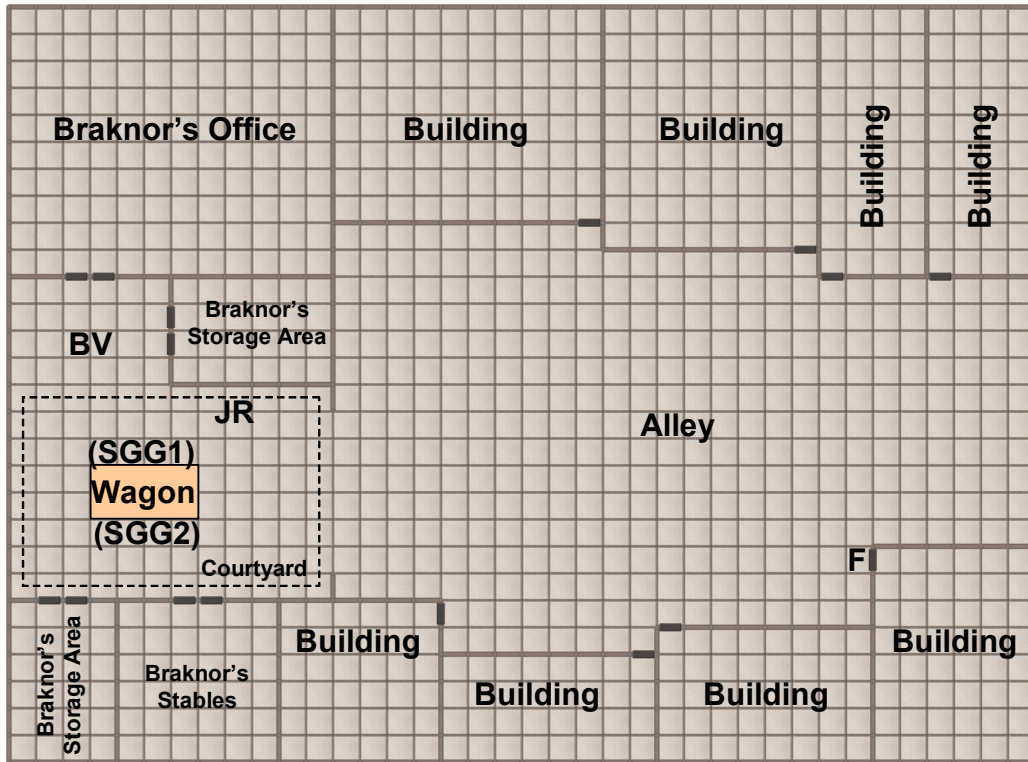 Braknor’s Office
Building
Building
Building
Building
Braknor’s
Storage Area
BV
JR
Alley
(SGG1)
Wagon
(SGG2)
Courtyard
F
Braknor’s
Storage Area
Braknor’s
Stables
Building
Building
Building
Building